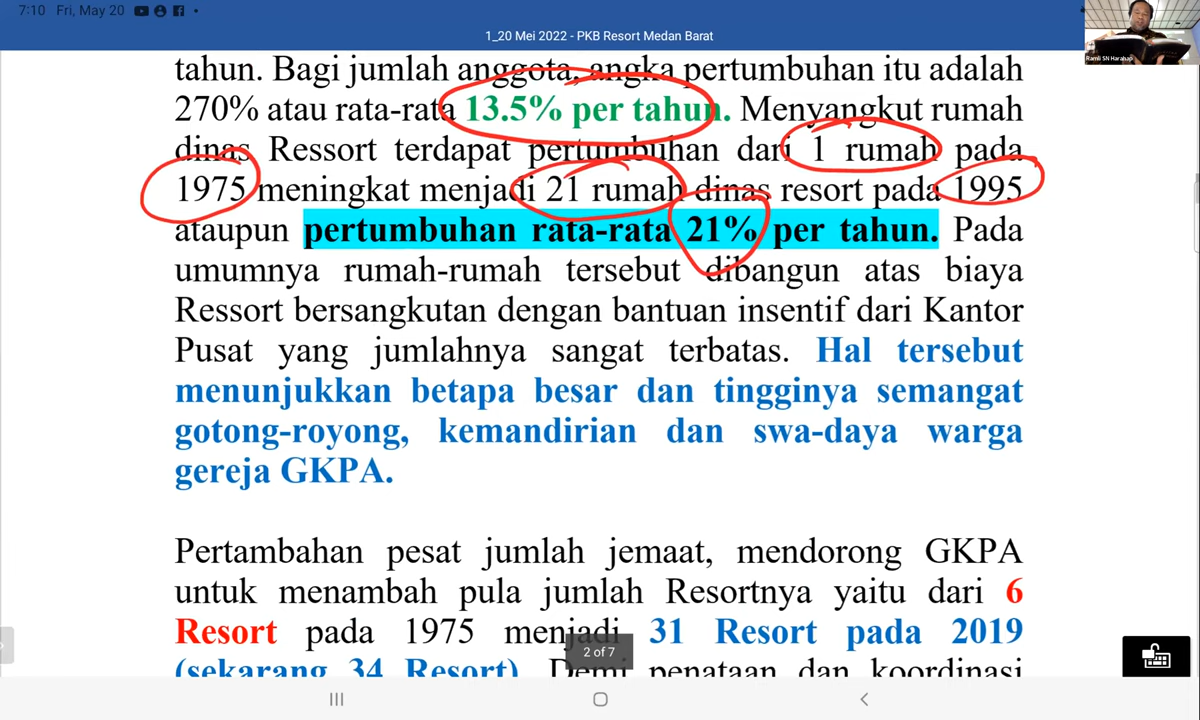 7:10 Fri, May 20
1_20 Mei 2022 - PKB Resort Medan Barat
Ramli SN Harahap
tahun. Bagi jumlah anggota, angka pertumbuhan itu adalah
270% atau rata-rata 13.5% per tahun. Menyangkut rumah
dinas Ressort terdapat pertumbuhan dari 1 rumah pada
1975 meningkat menjadi 21 rumah dinas resort pada 1995
ataupun pertumbuhan rata-rata 21% per tahun. Pada
umumnya rumah-rumah tersebut dibangun atas biaya
Ressort bersangkutan dengan bantuan insentif dari Kantor
Pusat yang jumlahnya sangat terbatas. Hal tersebut
menunjukkan betapa besar dan tingginya semangat
gotong-royong, kemandirian dan swa-daya warga
gereja GKPA.
Pertambahan pesat jumlah jemaat, mendorong GKPA
untuk menambah pula jumlah Resortnya yaitu dari 6
Resort pada 1975 menjadi 31 Resort pada 2019
(sekarang 34 Resort). Demi penataan dan koordinasi
2 of 7